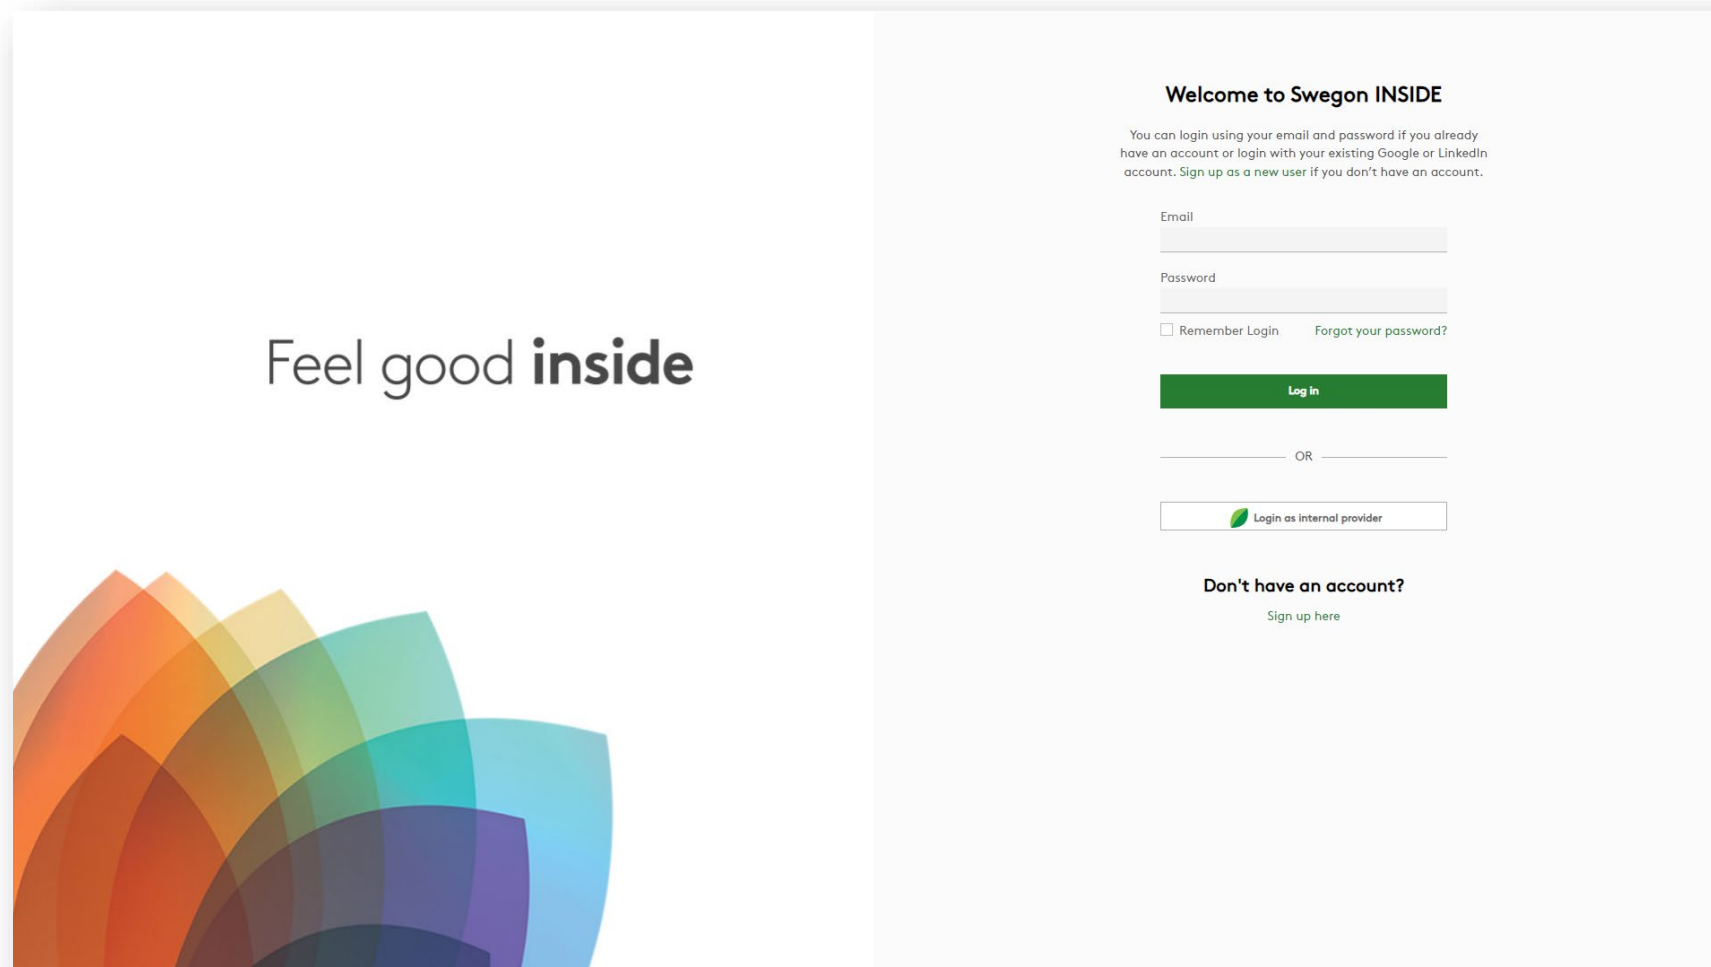 Feel good inside
Welcome to Swegon INSIDE
You can login using your email and password if you already
have an account or login with your existing Google or LinkedIn
account. Sign up as a new user if you don't have an account.
Email
Password
Remember Login
Forgot your password?
Log in
OR
Login as internal provider
Don't have an account?
Sign up here